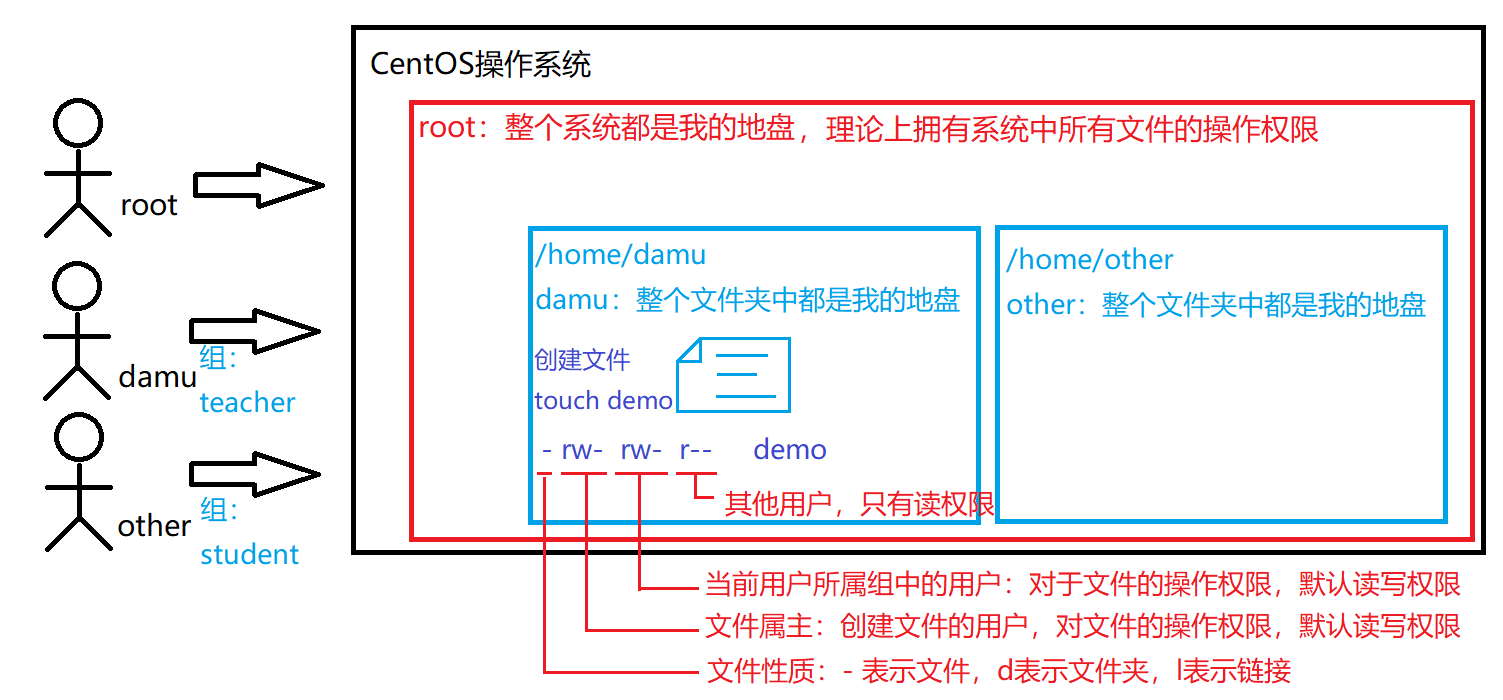 CentOS操作系统
root：整个系统都是我的地盘，理论上拥有系统中所有文件的操作权限
root
/home/damu
damu：整个文件夹中都是我的地盘
/home/other
other：整个文件夹中都是我的地盘
创建文件
touch demo
damu
组：
teacher
- rw- rw- r-- demo
其他用户，只有读权限
other
组：
student
当前用户所属组中的用户：对于文件的操作权限，默认读写权限
文件属主：创建文件的用户，对文件的操作权限，默认读写权限
文件性质：- 表示文件，d表示文件夹，l表示链接